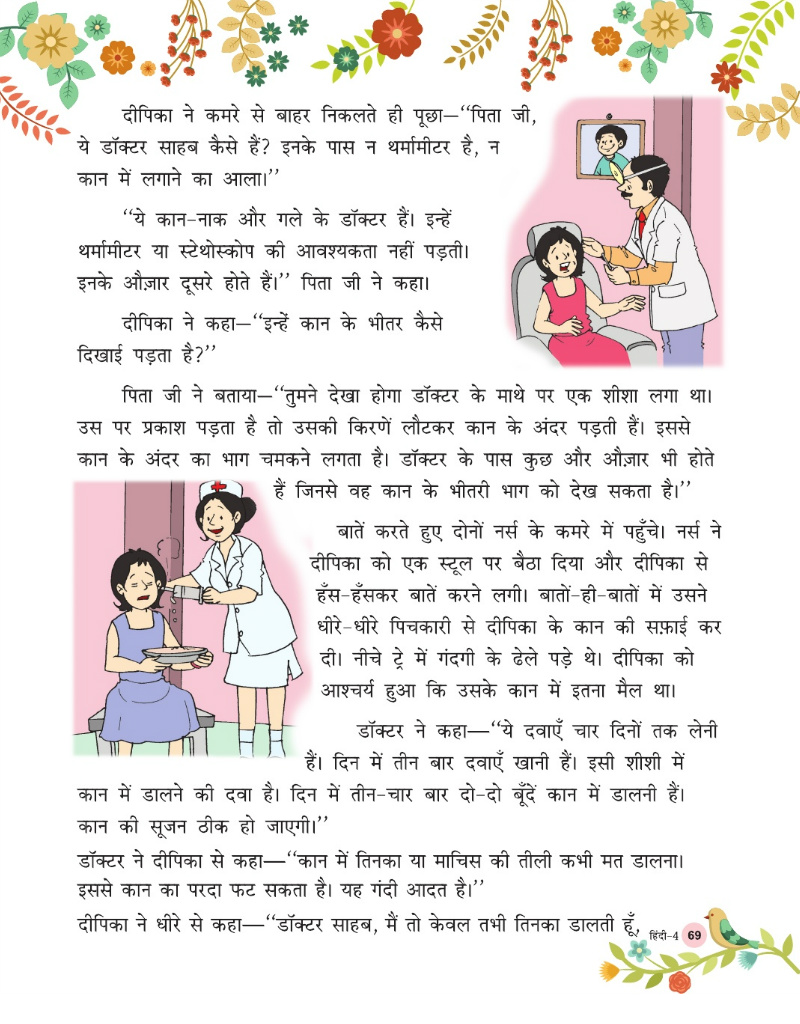 दीपिका ने कमरे से बाहर निकलते ही पूछा—‘‘पिता जी,
ये डॉक्टर साहब कैसे हैं? इनके पास न थर्मामीटर है, न
कान में लगाने का आला।’’
‘‘ये कान-नाक और गले के डॉक्टर हैं। इन्हें
थर्मामीटर या स्टेथोस्कोप की आवश्यकता नहीं पड़ती।
इनके औज़ार दूसरे होते हैं।’’ पिता जी ने कहा।
दीपिका ने कहा—‘‘इन्हें कान के भीतर कैसे
दिखाई पड़ता है?’’
पिता जी ने बताया—‘‘तुमने देखा होगा डॉक्टर के माथे पर एक शीशा लगा था।
उस पर प्रकाश पड़ता है तो उसकी किरणें लौटकर कान के अंदर पड़ती हैं। इससे
कान के अंदर का भाग चमकने लगता है। डॉक्टर के पास कुछ और औज़ार भी होते
हैं जिनसे वह कान के भीतरी भाग को देख सकता है।’’
बातें करते हुए दोनों नर्स के कमरे में पहुँचे। नर्स ने
दीपिका को एक स्टूल पर बैठा दिया और दीपिका से
हँस-हँसकर बातें करने लगी। बातों-ही-बातों में उसने
धीरे-धीरे पिचकारी से दीपिका के कान की सफ़ाई कर
दी। नीचे ट्रे में गंदगी के ढेले पड़े थे। दीपिका को
आश्चर्य हुआ कि उसके कान में इतना मैल था।
डॉक्टर ने कहा—‘‘ये दवाएँ चार दिनों तक लेनी
हैं। दिन में तीन बार दवाएँ खानी हैं। इसी शीशी में
कान में डालने की दवा है। दिन में तीन-चार बार दो-दो बूँदें कान में डालनी हैं।
कान की सूजन ठीक हो जाएगी।’’
डॉक्टर ने दीपिका से कहा—‘‘कान में तिनका या माचिस की तीली कभी मत डालना।
इससे कान का परदा फट सकता है। यह गंदी आदत है।’’
दीपिका ने धीरे से कहा—‘‘डॉक्टर साहब, मैं तो केवल तभी तिनका डालती हूँ,
हिंदी-4 69